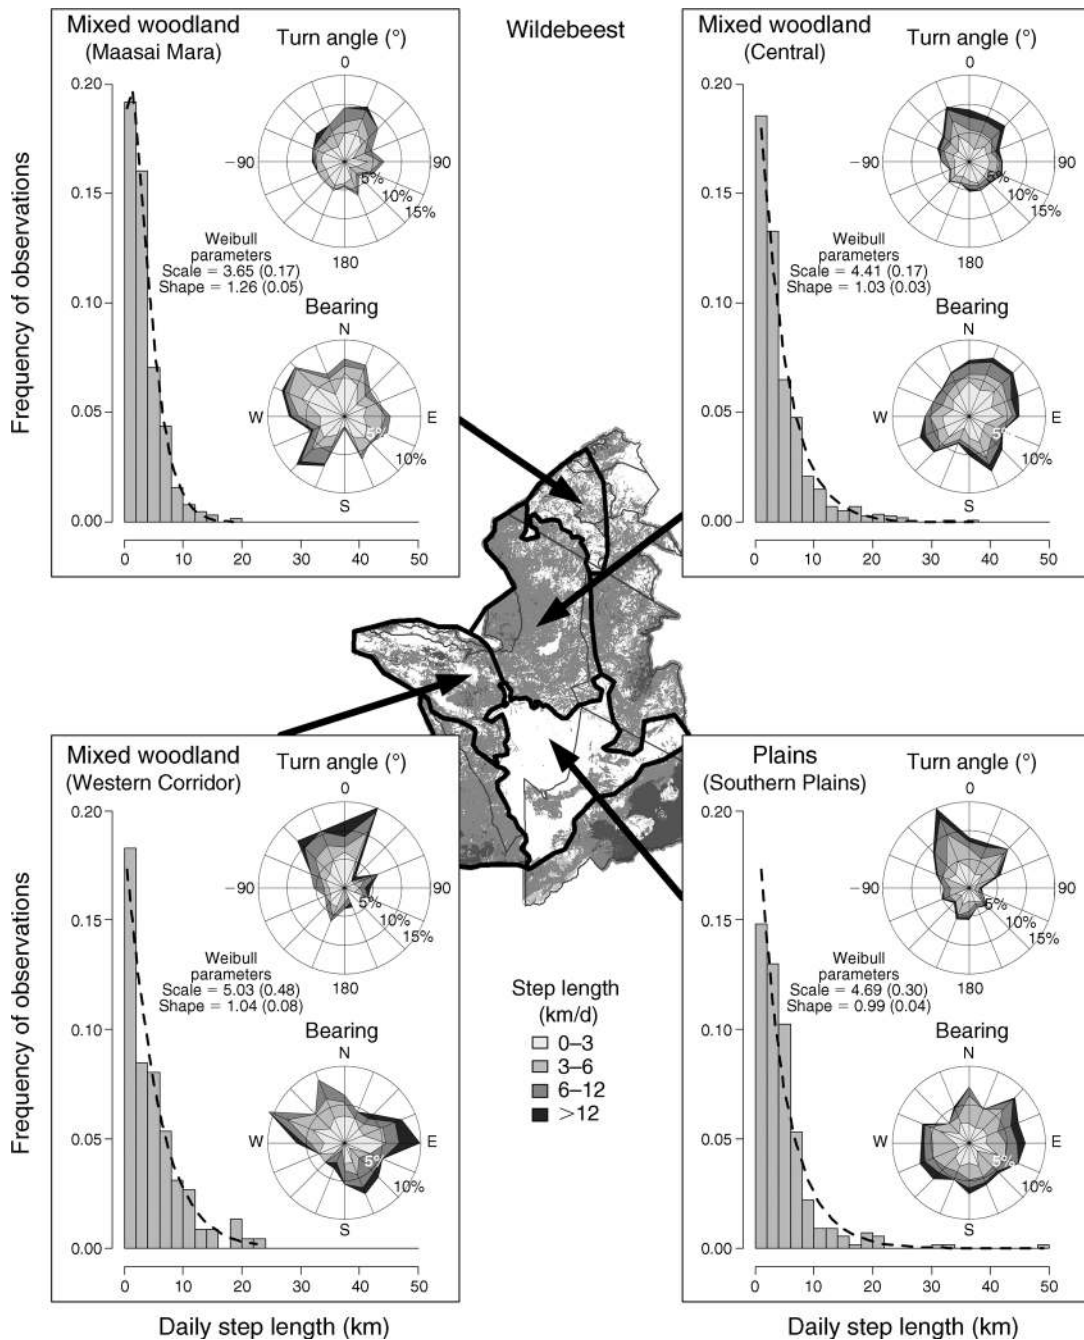 Wildebeest
Mixed woodland
(Maasai Mara)
Turn angle (°)
0
−90
90
180
5%
10%
15%
Frequency of observations
0.20
0.15
0.10
0.05
0.00
Weibull
parameters
Scale = 3.65 (0.17)
Shape = 1.26 (0.05)
Bearing
N
W
E
S
5%
10%
0 10 20 30 40 50
Mixed woodland
(Central)
Turn angle (°)
0
−90
90
180
5%
10%
15%
0.20
0.15
0.10
0.05
0.00
Weibull
parameters
Scale = 4.41 (0.17)
Shape = 1.03 (0.03)
Bearing
N
W
E
S
5%
10%
0 10 20 30 40 50
Mixed woodland
(Western Corridor)
Turn angle (°)
0
−90
90
180
5%
10%
15%
Frequency of observations
0.20
0.15
0.10
0.05
0.00
Weibull
parameters
Scale = 5.03 (0.48)
Shape = 1.04 (0.08)
Bearing
N
W
E
S
5%
10%
0 10 20 30 40 50
Daily step length (km)
Step length
(km/d)
0–3
3–6
6–12
>12
Plains
(Southern Plains)
Turn angle (°)
0
−90
90
180
5%
10%
15%
0.20
0.15
0.10
0.05
0.00
Weibull
parameters
Scale = 4.69 (0.30)
Shape = 0.99 (0.04)
Bearing
N
W
E
S
5%
10%
0 10 20 30 40 50
Daily step length (km)